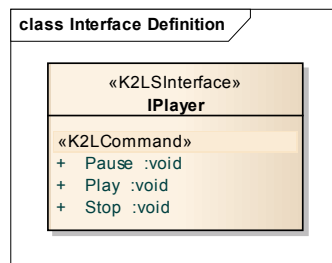 class Interface Definition
«K2LSInterface»
IPlayer
«K2LCommand»
+ Pause :void
+ Play :void
+ Stop :void